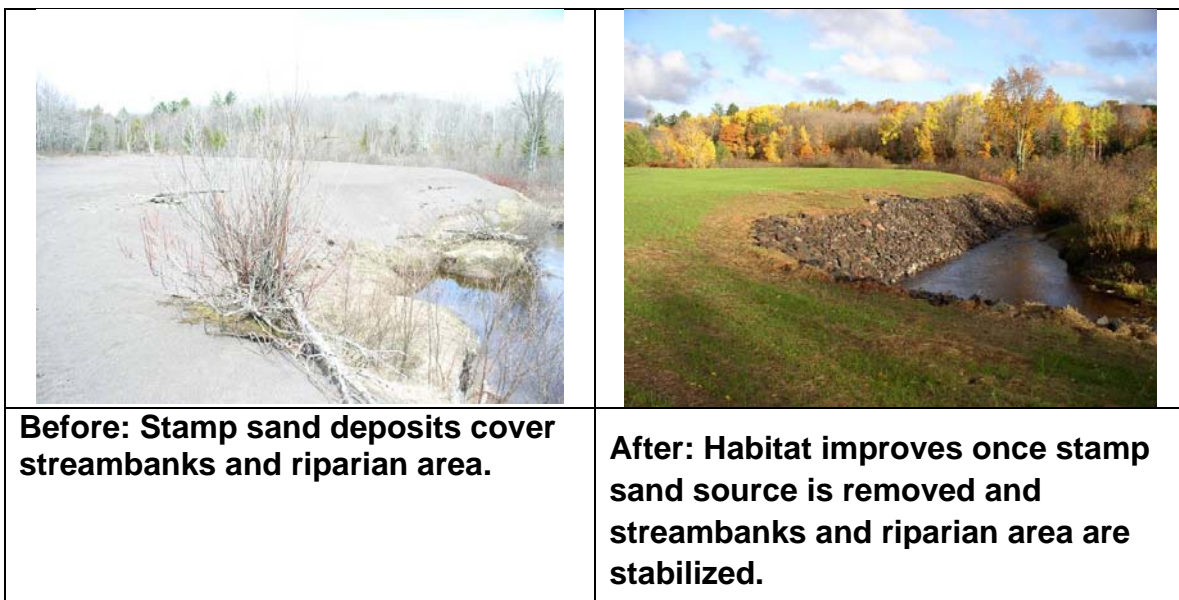 Before: Stamp sand deposits cover
streambanks and riparian area.
After: Habitat improves once stamp
sand source is removed and
streambanks and riparian area are
stabilized.